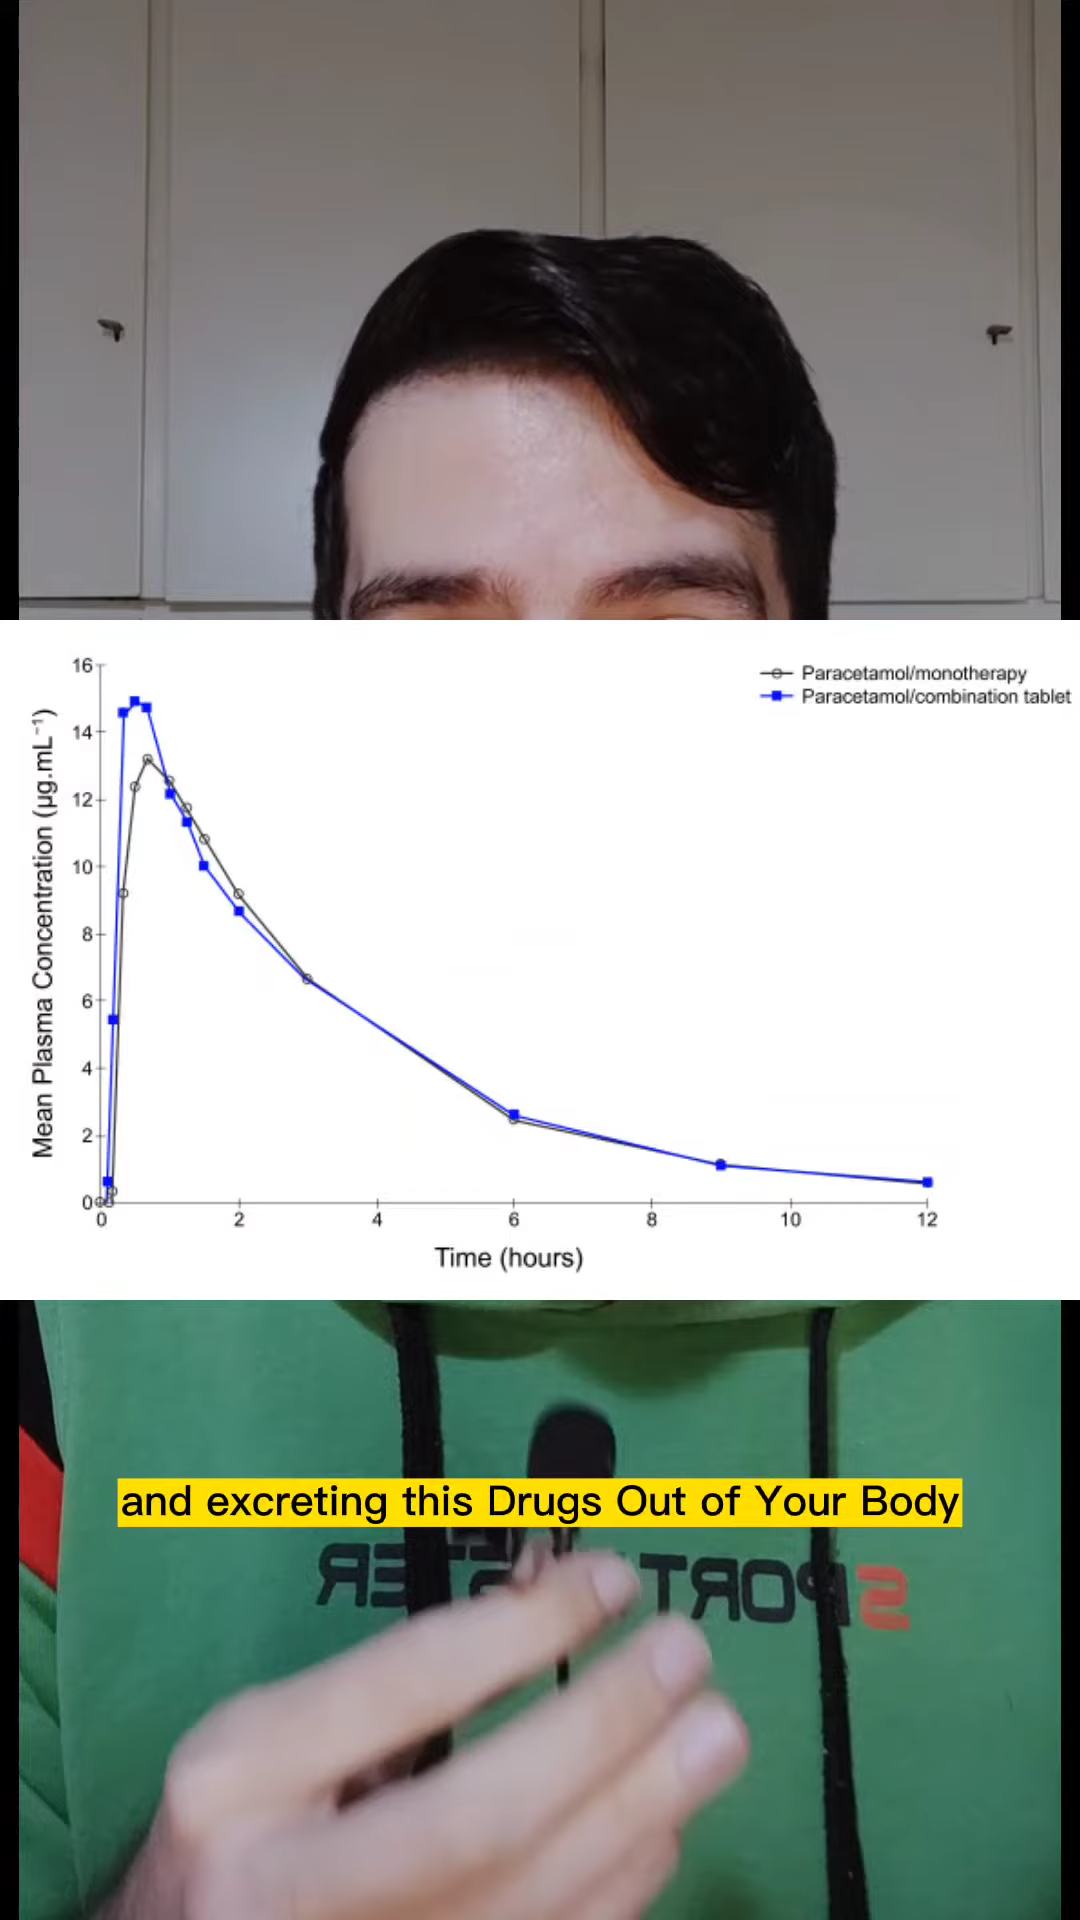 16
14
12
10
8
6
4
2
0
Mean Plasma Concentration (µg.mL⁻¹)
Paracetamol/monotherapy
Paracetamol/combination tablet
0 2 4 6 8 10 12
Time (hours)
and excreting this Drugs Out of Your Body